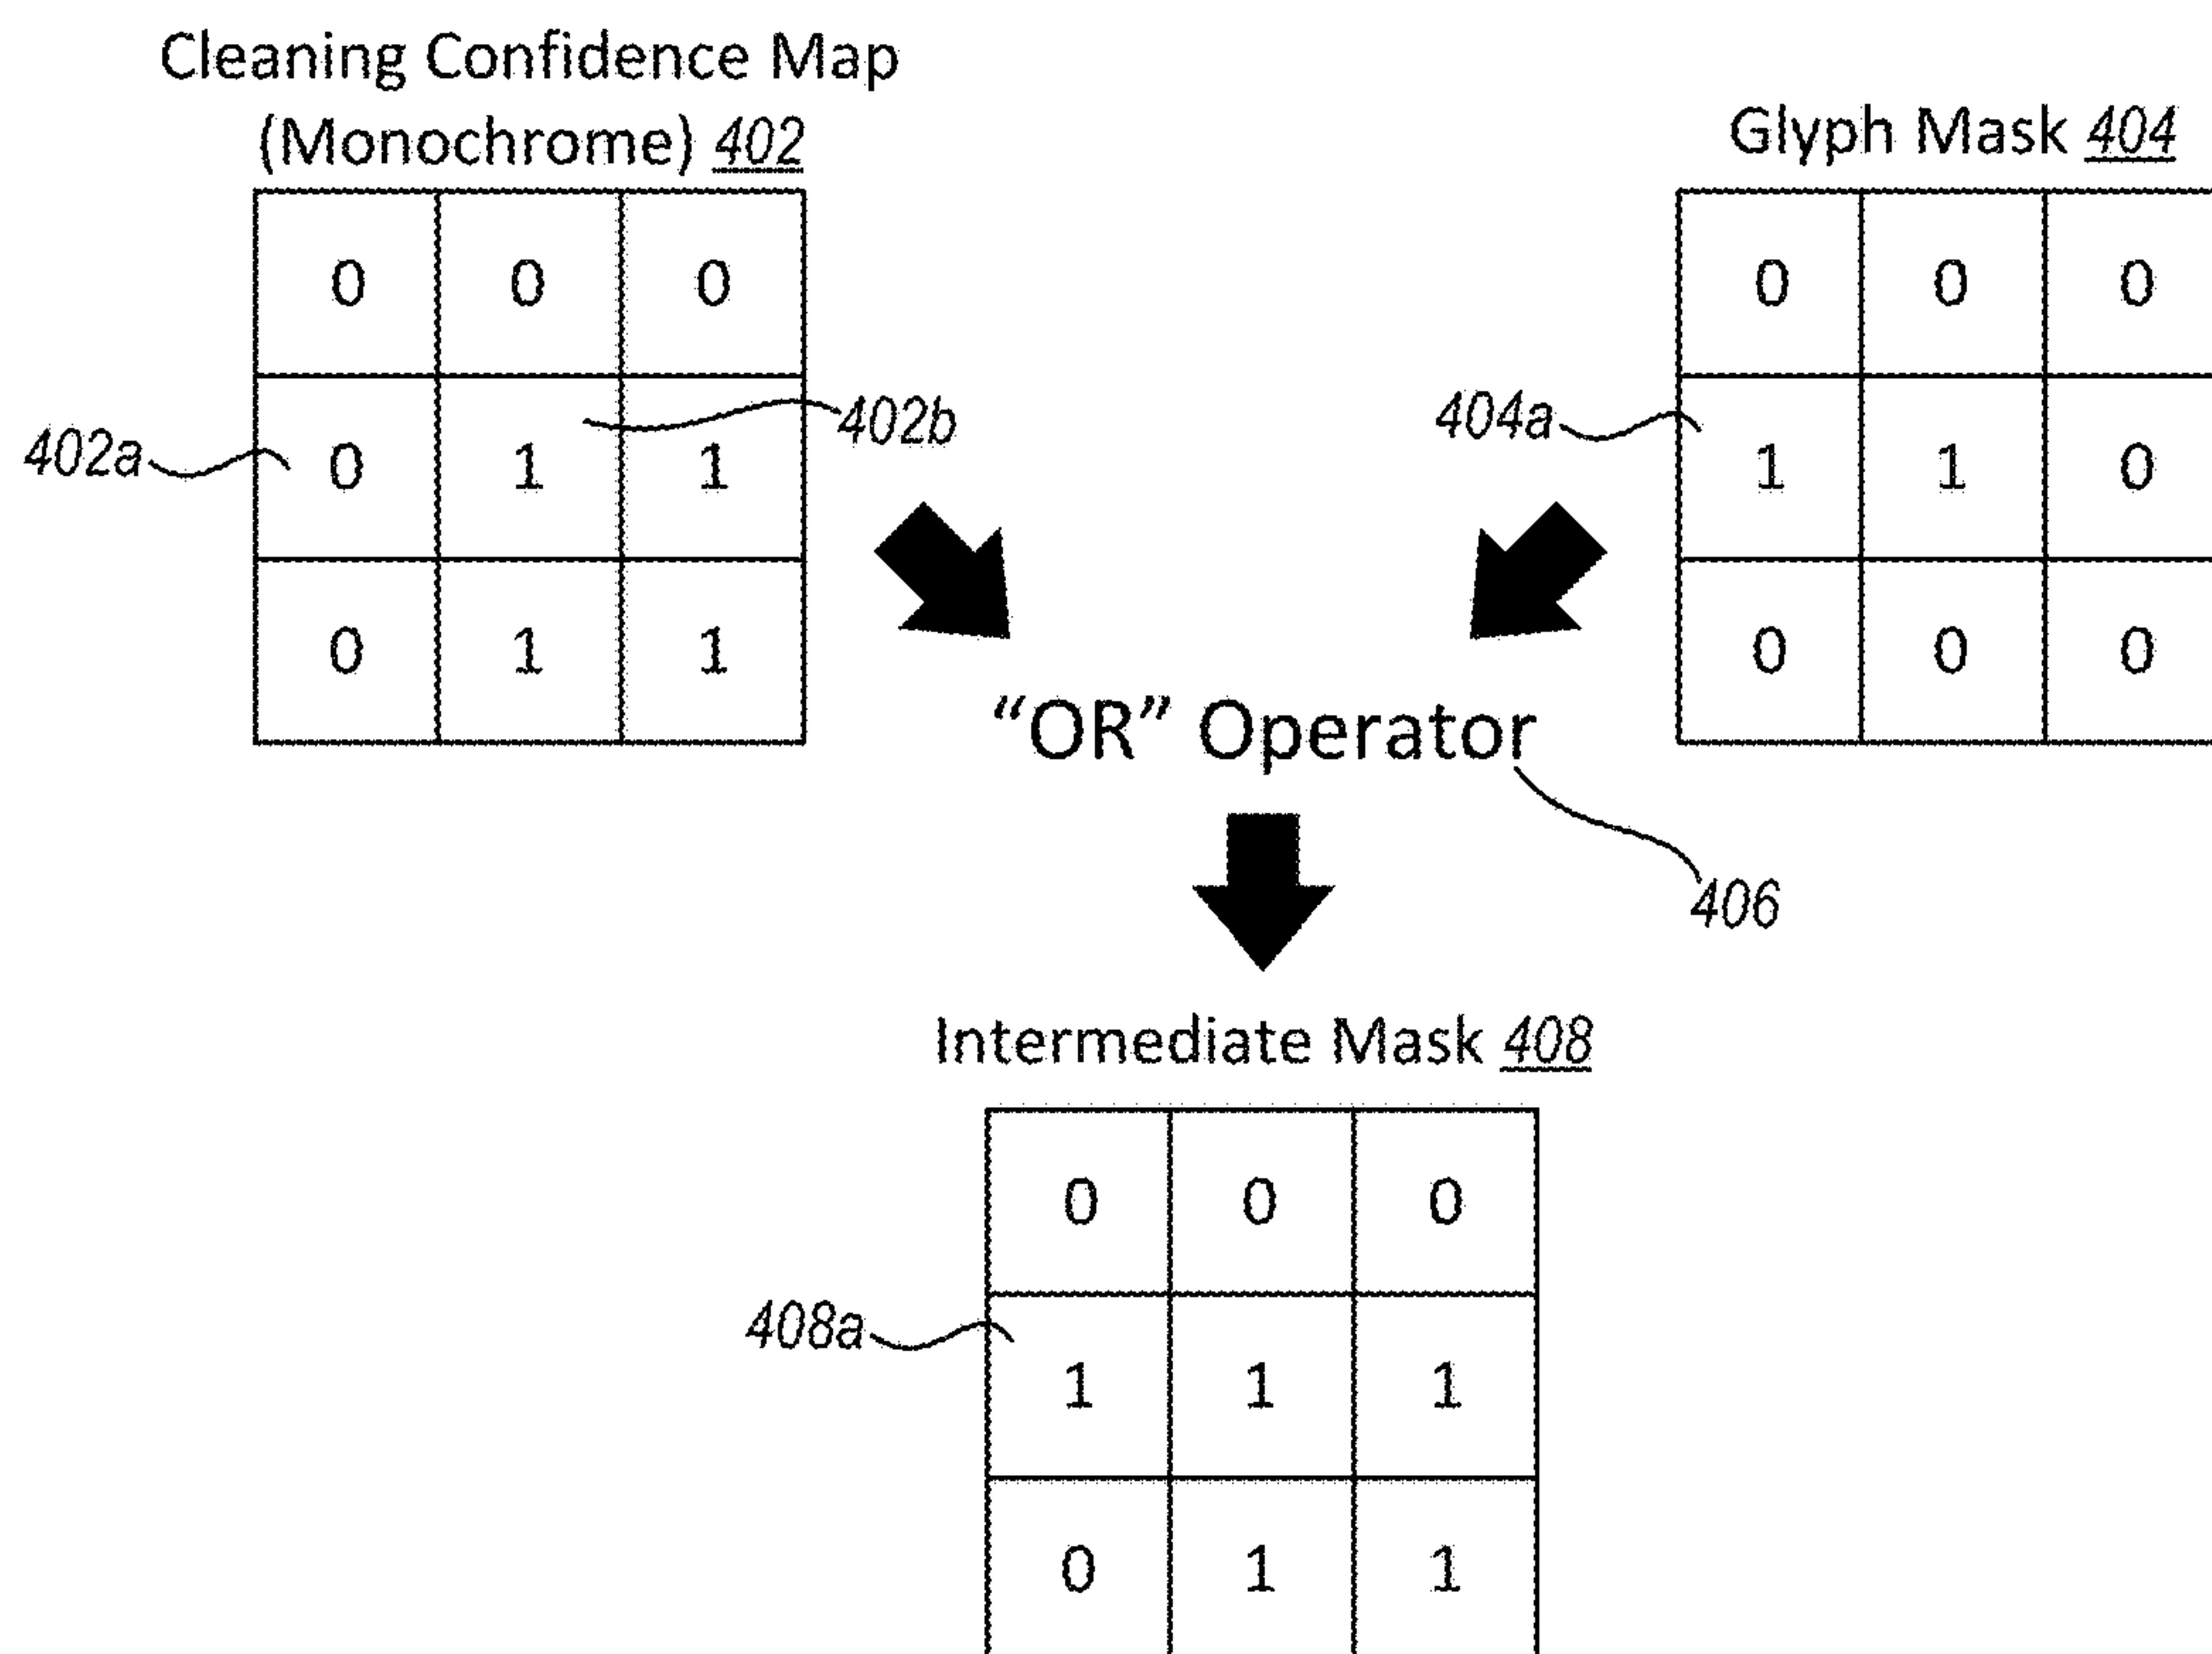 Cleaning Confidence Map
(Monochrome) 402
0 0 0
0 1 1
0 1 1
402a
402b
Glyph Mask 404
0 0 0
1 1 0
0 0 0
404a
“OR” Operator
406
Intermediate Mask 408
0 0 0
1 1 1
0 1 1
408a